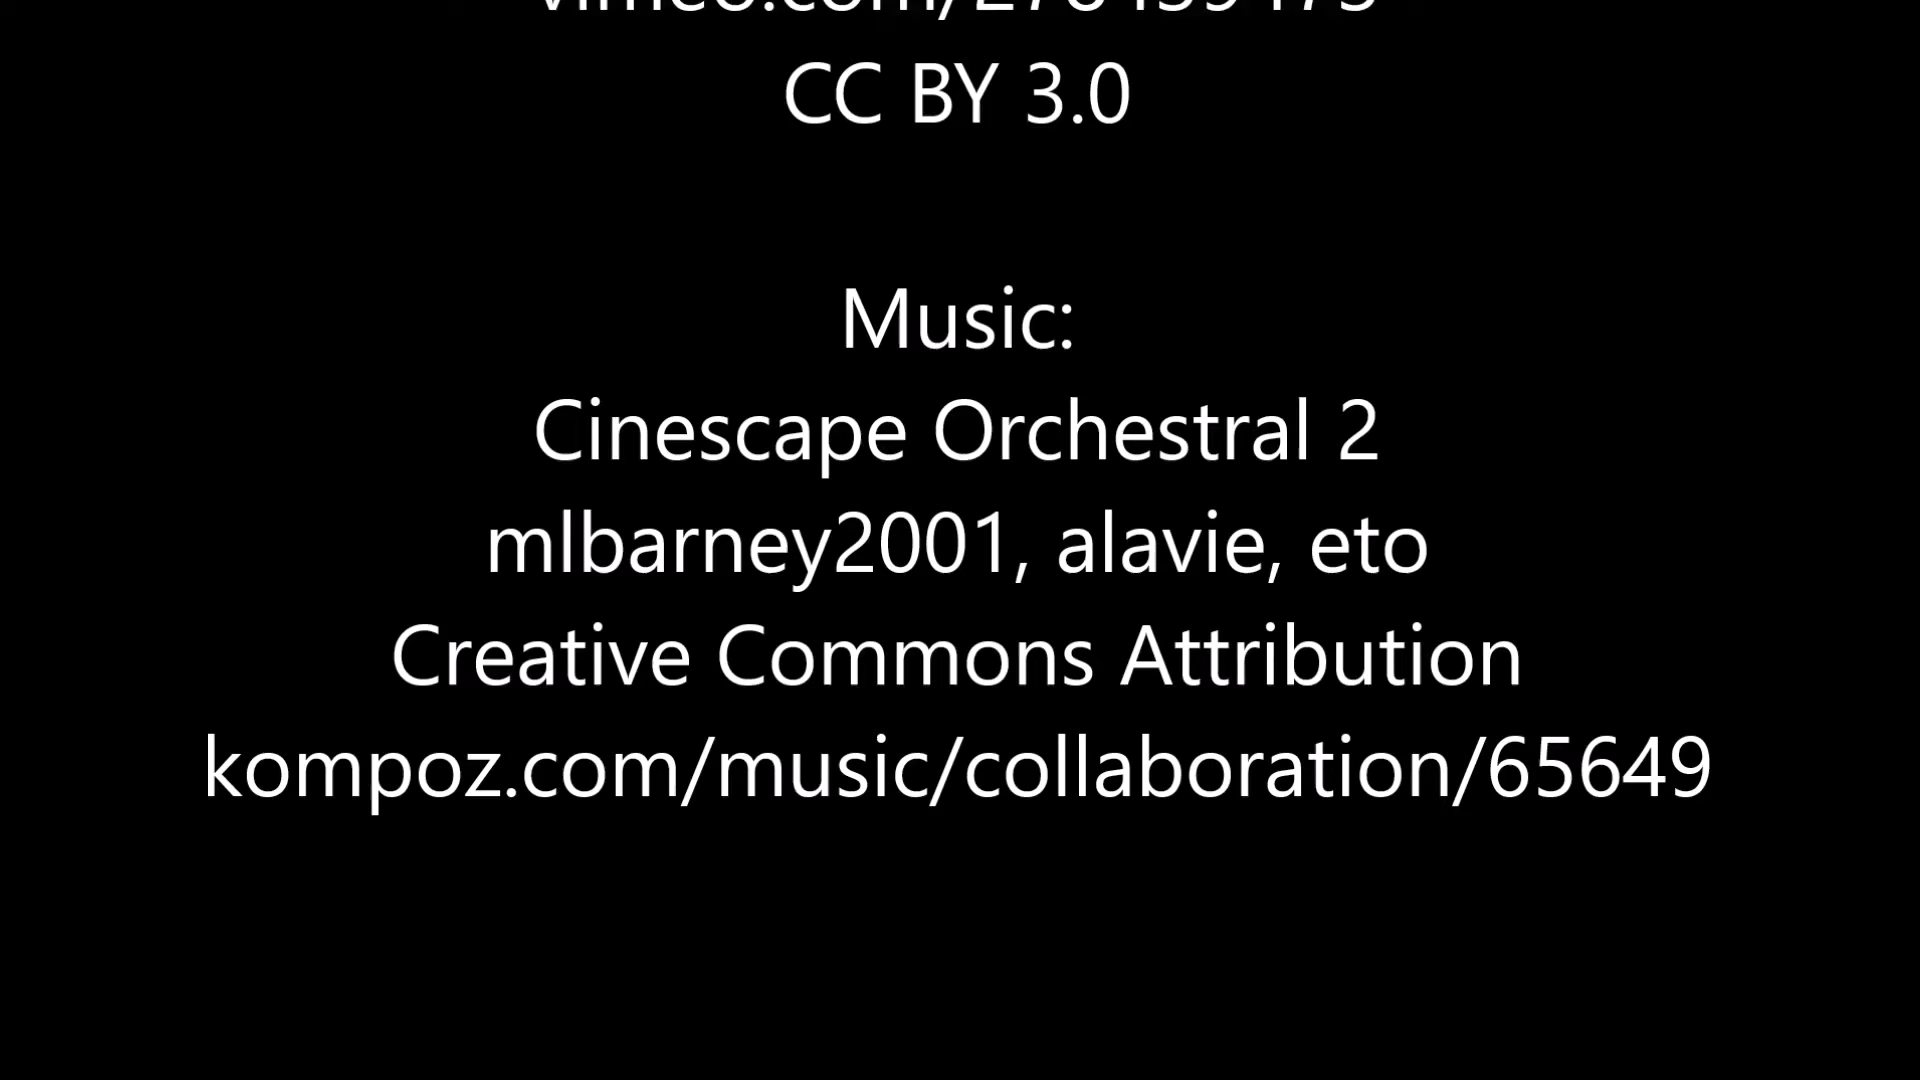 CC BY 3.0
Music:
Cinescape Orchestral 2
mlbarney2001, alavie, eto
Creative Commons Attribution
kompoz.com/music/collaboration/65649